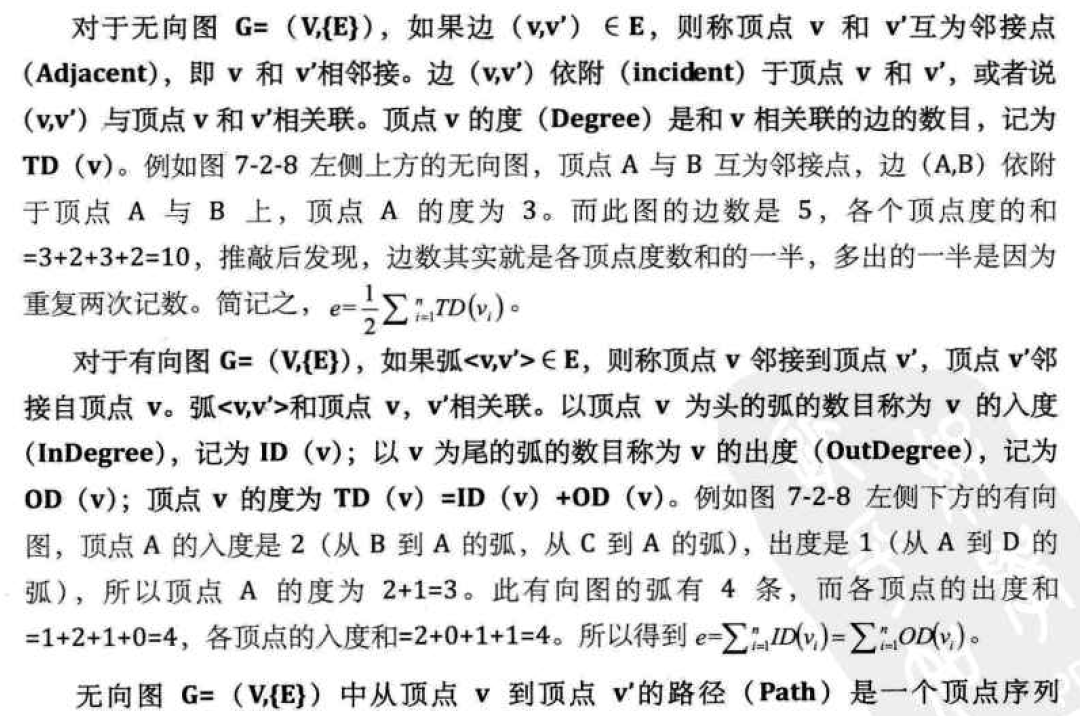 对于无向图 G=（V,{E}），如果边（v,v'）∈E，则称顶点 v 和 v'互为邻接点
（Adjacent），即 v 和 v'相邻接。边（v,v'）依附（incident）于顶点 v 和 v'，或者说
（v,v'）与顶点 v 和 v'相关联。顶点 v 的度（Degree）是和 v 相关联的边的数目，记为
TD（v）。例如图 7-2-8 左侧上方的无向图，顶点 A 与 B 互为邻接点，边（A,B）依附
于顶点 A 与 B 上，顶点 A 的度为 3。而此图的边数是 5，各个顶点度的和
=3+2+3+2=10，推敲后发现，边数其实就是各顶点度数和的一半，多出的一半是因为
重复两次记数。简记之，e=1/2∑ⁿᵢ₌₁TD(vᵢ)。
对于有向图 G=（V,{E}），如果弧<v,v'>∈E，则称顶点 v 邻接到顶点 v'，顶点 v'邻
接自顶点 v。弧<v,v'>和顶点 v，v'相关联。以顶点 v 为头的弧的数目称为 v 的入度
（InDegree），记为 ID（v）；以 v 为尾的弧的数目称为 v 的出度（OutDegree），记为
OD（v）；顶点 v 的度为 TD（v）=ID（v）+OD（v）。例如图 7-2-8 左侧下方的有向
图，顶点 A 的入度是 2（从 B 到 A 的弧，从 C 到 A 的弧），出度是 1（从 A 到 D 的
弧），所以顶点 A 的度为 2+1=3。此有向图的弧有 4 条，而各顶点的出度和
=1+2+1+0=4，各顶点的入度和=2+0+1+1=4。所以得到 e=∑ⁿᵢ₌₁ID(vᵢ)=∑ⁿᵢ₌₁OD(vᵢ)。
无向图 G=（V,{E}）中从顶点 v 到顶点 v'的路径（Path）是一个顶点序列